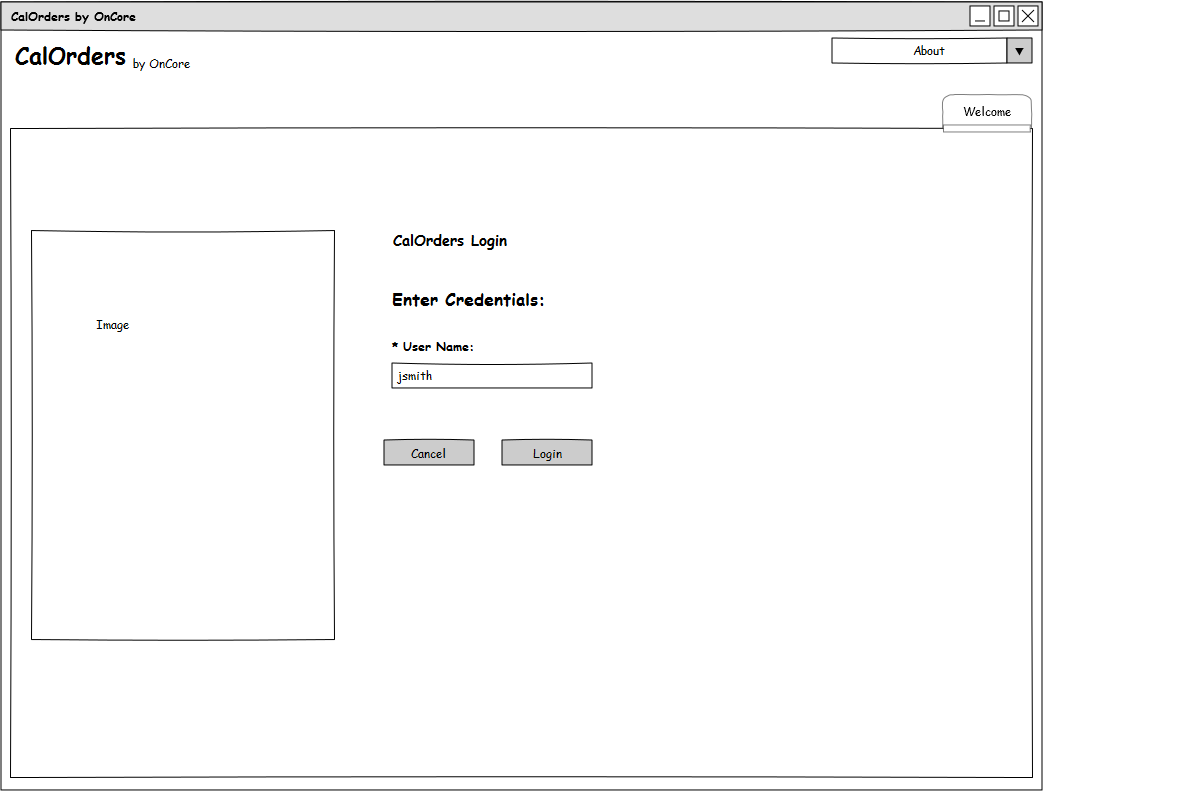 CalOrders by OnCore
CalOrders by OnCore
About
Welcome
CalOrders Login
Enter Credentials:
Image
* User Name:
jsmith
Cancel
Login